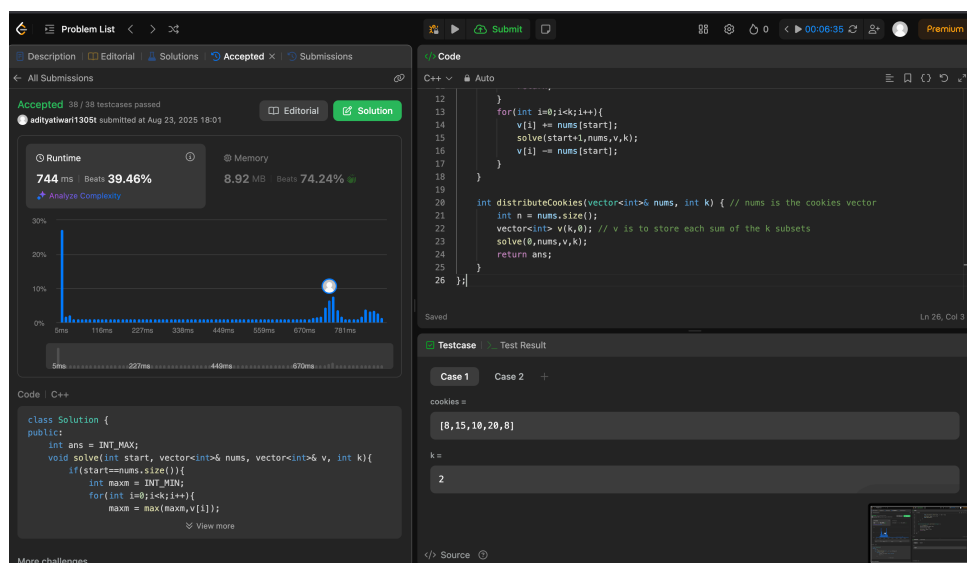 Problem List
Submit
0
00:06:35
Premium
Description | Editorial | Solutions | Accepted × | Submissions
All Submissions
Accepted 38 / 38 testcases passed
adityatiwari1305t submitted at Aug 23, 2025 18:01
Editorial
Solution
Runtime
744 ms | Beats 39.46%
Analyze Complexity
Memory
8.92 MB | Beats 74.24%
30%
20%
10%
0%
5ms 116ms 227ms 338ms 449ms 559ms 670ms 781ms
5ms 227ms 449ms 670ms
Code | C++
class Solution {
public:
    int ans = INT_MAX;
    void solve(int start, vector<int>& nums, vector<int>& v, int k){
        if(start==nums.size()){
            int maxm = INT_MIN;
            for(int i=0;i<k;i++){
                maxm = max(maxm,v[i]);
View more
More challenges
</> Code
C++ Auto
12         }
13         for(int i=0;i<k;i++){
14             v[i] += nums[start];
15             solve(start+1,nums,v,k);
16             v[i] -= nums[start];
17         }
18     }
19
20     int distributeCookies(vector<int>& nums, int k) { // nums is the cookies vector
21         int n = nums.size();
22         vector<int> v(k,0); // v is to store each sum of the k subsets
23         solve(0,nums,v,k);
24         return ans;
25     }
26 };
Saved
Ln 26, Col 3
Testcase | >_ Test Result
Case 1 Case 2 +
cookies =
[8,15,10,20,8]
k =
2
</> Source